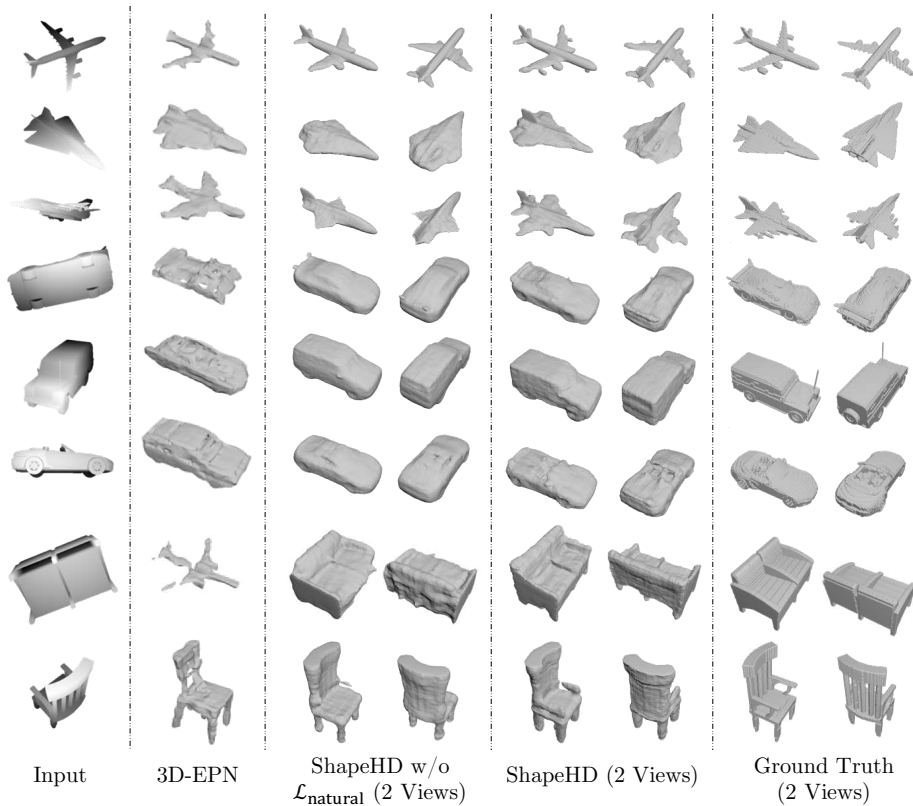 Input
3D-EPN
ShapeHD w/o
ℒnatural (2 Views)
ShapeHD (2 Views)
Ground Truth
(2 Views)